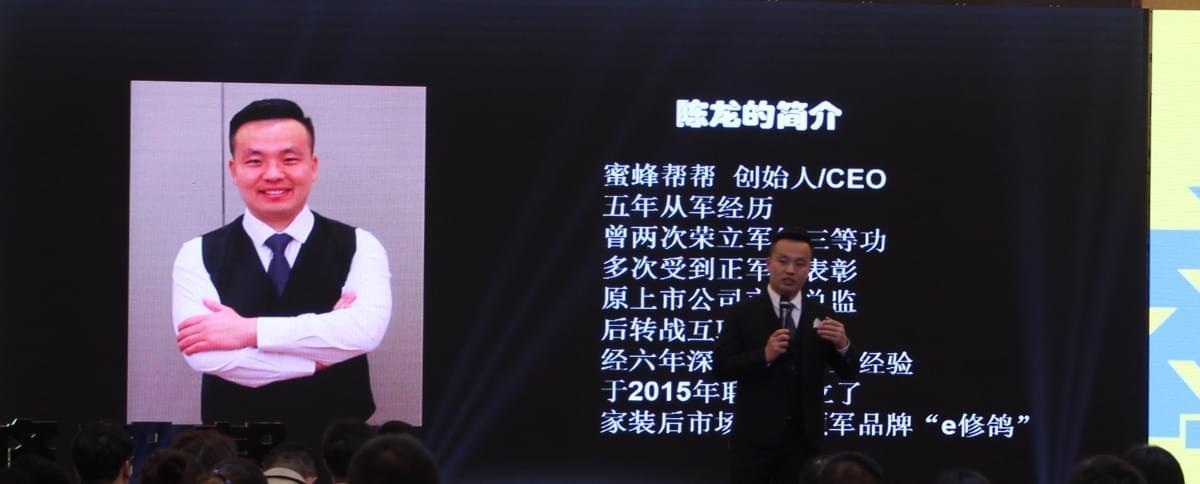 陈龙的简介
蜜蜂帮帮 创始人/CEO
五年从军经历
曾两次荣立军 三等功
多次受到正军 表彰
原上市公司 总监
后转战互
经六年深 经验
于2015年 立了
家装后市场 军品牌“e修鸽”